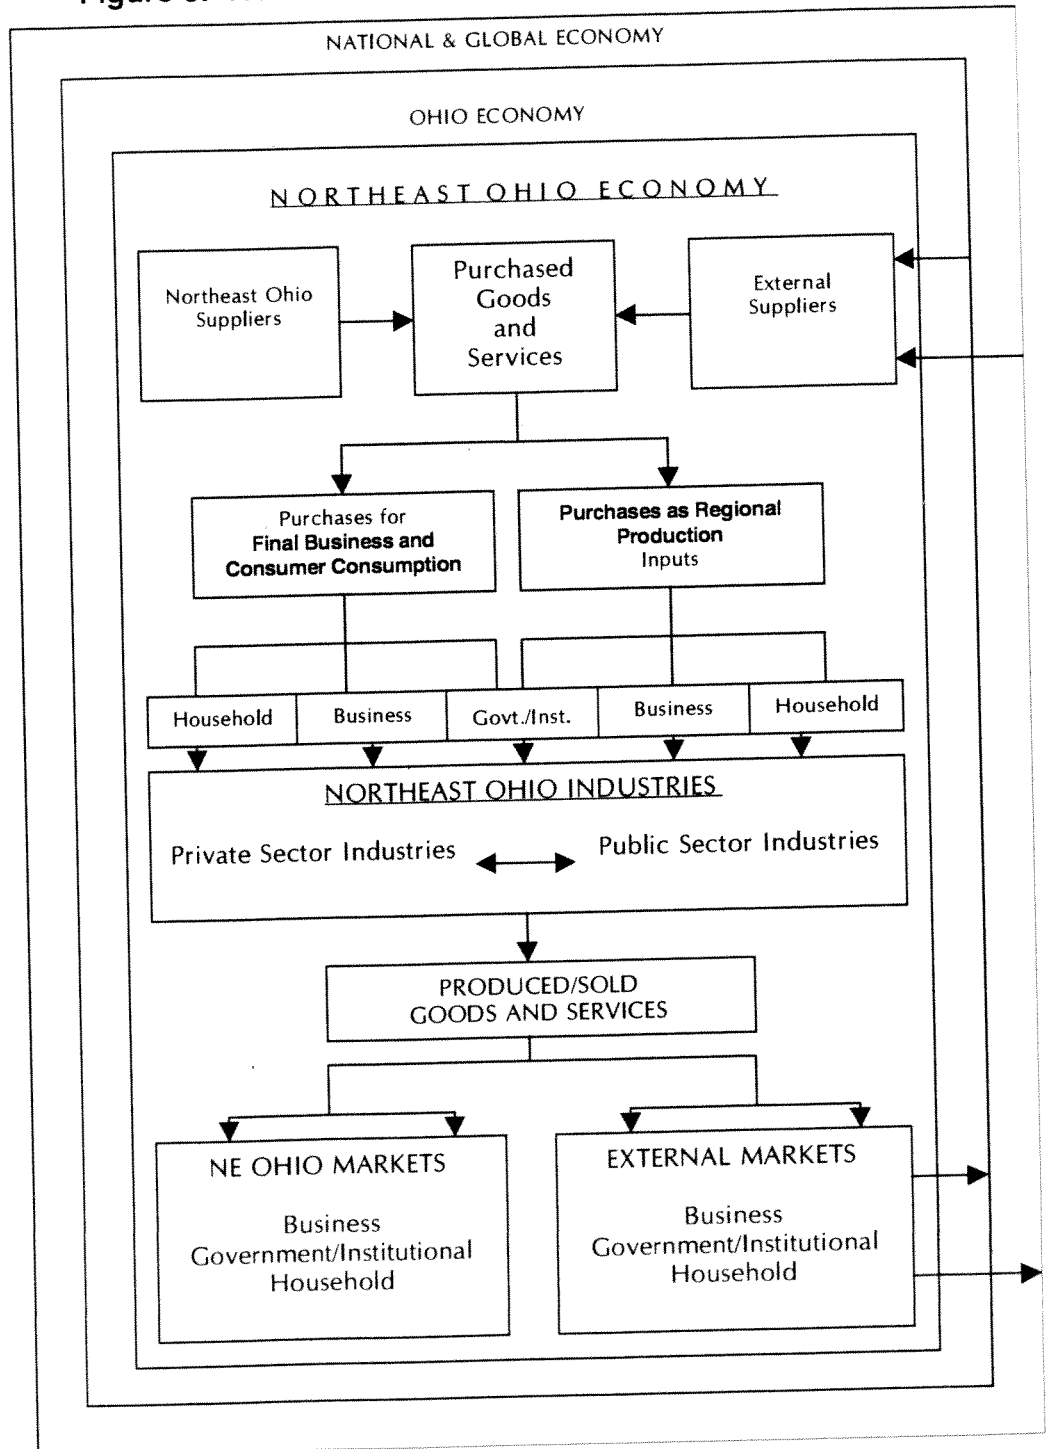 Figure
NATIONAL & GLOBAL ECONOMY
OHIO ECONOMY
NORTHEAST OHIO ECONOMY
Northeast Ohio
Suppliers
Purchased
Goods
and
Services
External
Suppliers
Purchases for
Final Business and
Consumer Consumption
Purchases as Regional
Production
Inputs
Household
Business
Govt./Inst.
Business
Household
NORTHEAST OHIO INDUSTRIES
Private Sector Industries
Public Sector Industries
PRODUCED/SOLD
GOODS AND SERVICES
NE OHIO MARKETS
Business
Government/Institutional
Household
EXTERNAL MARKETS
Business
Government/Institutional
Household